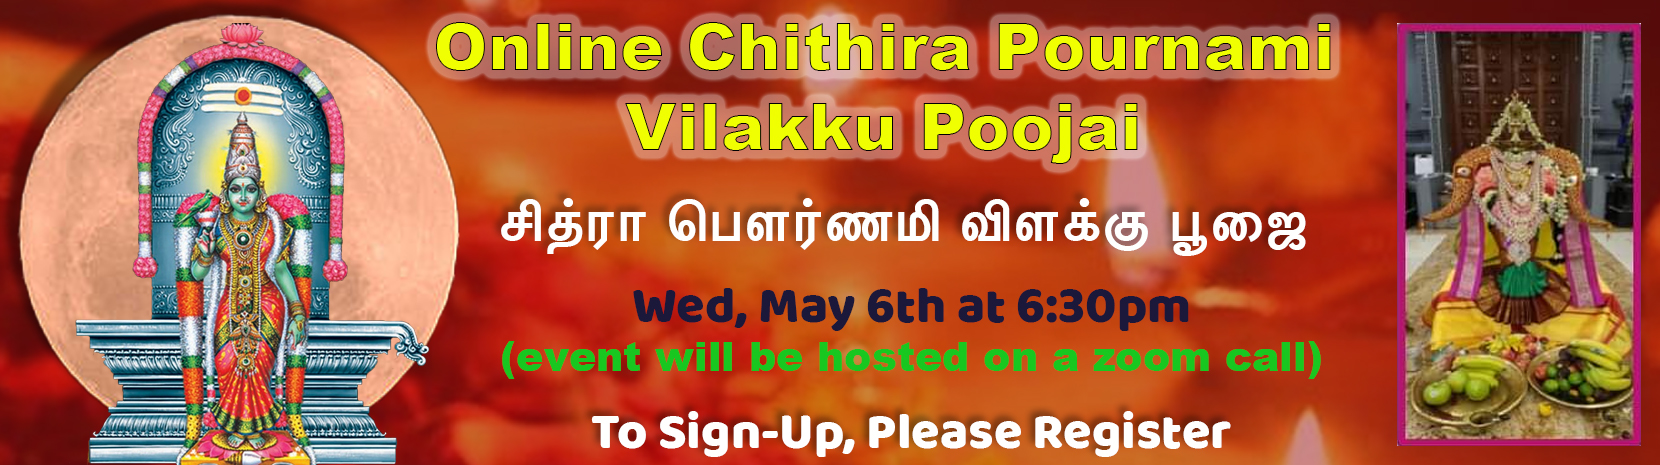 Online Chithira Pournami
Vilakku Poojai
சித்ரா பௌர்ணமி விளக்கு பூஜை
Wed, May 6th at 6:30pm
(event will be hosted on a zoom call)
To Sign-Up, Please Register